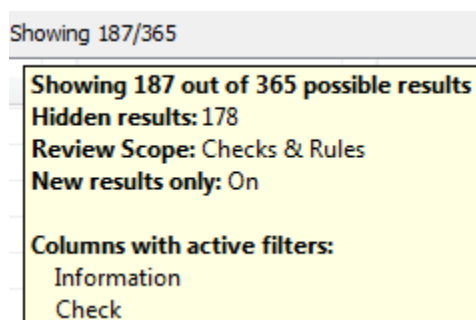 Showing 187/365
Showing 187 out of 365 possible results
Hidden results: 178
Review Scope: Checks & Rules
New results only: On
Columns with active filters:
Information
Check